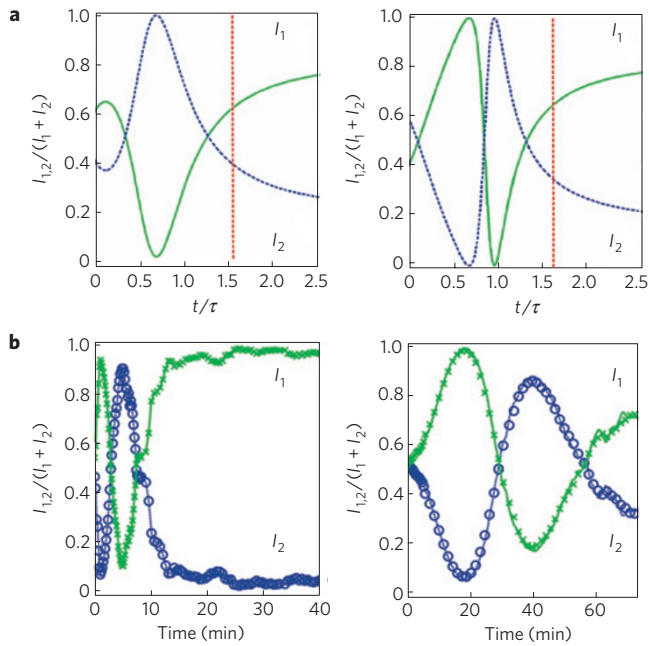 a
I₁,₂/(I₁ + I₂)
1.0
0.8
0.6
0.4
0.2
0
I₁
I₂
0 0.5 1.0 1.5 2.0 2.5
t/τ
I₁,₂/(I₁ + I₂)
1.0
0.8
0.6
0.4
0.2
0
I₁
I₂
0 0.5 1.0 1.5 2.0 2.5
t/τ
b
I₁,₂/(I₁ + I₂)
1.0
0.8
0.6
0.4
0.2
0
I₁
I₂
0 10 20 30 40
Time (min)
I₁,₂/(I₁ + I₂)
1.0
0.8
0.6
0.4
0.2
0
I₁
I₂
0 20 40 60
Time (min)